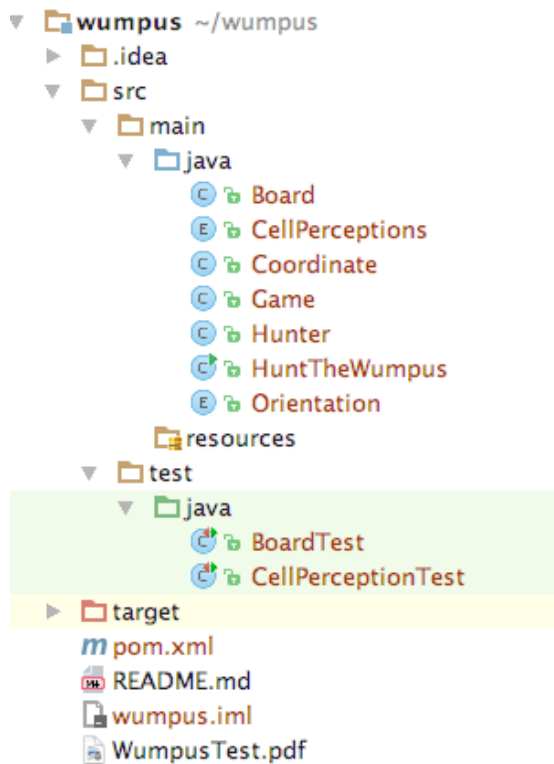 wumpus ~/wumpus
.idea
src
main
java
C Board
E CellPerceptions
C Coordinate
C Game
C Hunter
C HuntTheWumpus
E Orientation
resources
test
java
C BoardTest
C CellPerceptionTest
target
m pom.xml
README.md
wumpus.iml
WumpusTest.pdf